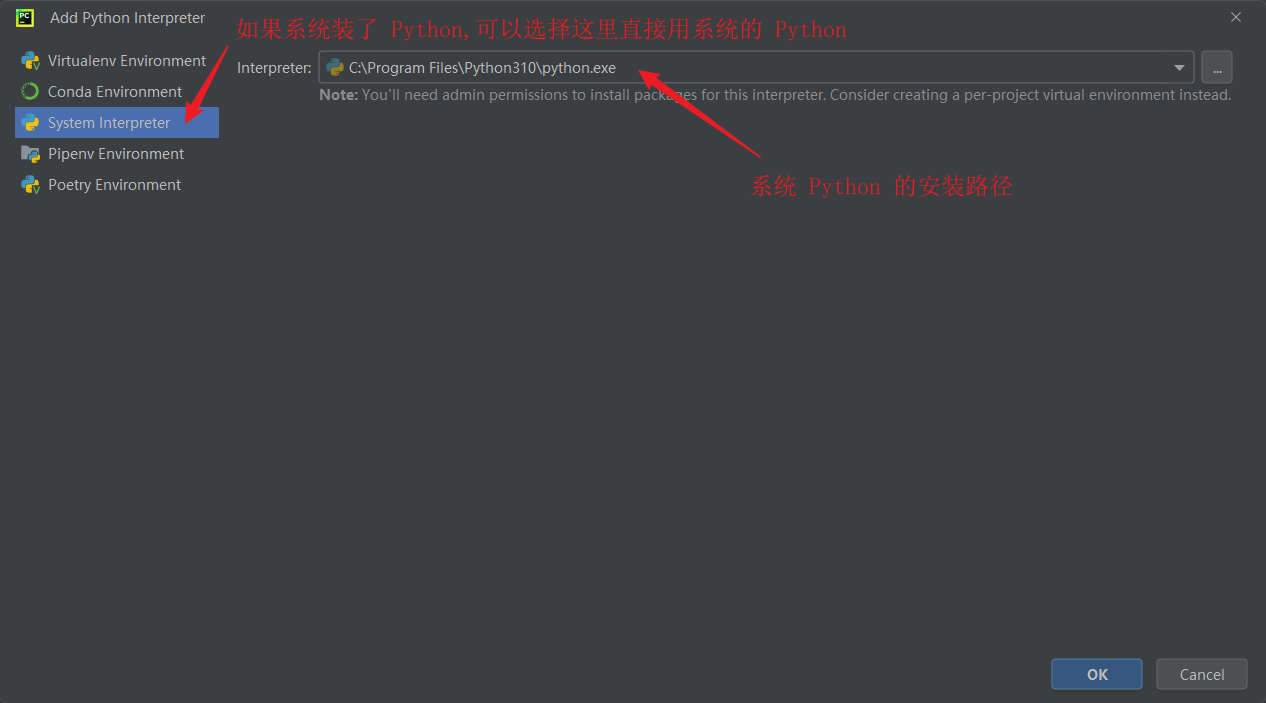 Add Python Interpreter
如果系统装了 Python,可以选择这里直接用系统的 Python
Virtualenv Environment
Conda Environment
System Interpreter
Pipenv Environment
Poetry Environment
Interpreter: C:\Program Files\Python310\python.exe
...
Note: You'll need admin permissions to install packages for this interpreter. Consider creating a per-project virtual environment instead.
系统 Python 的安装路径
OK
Cancel